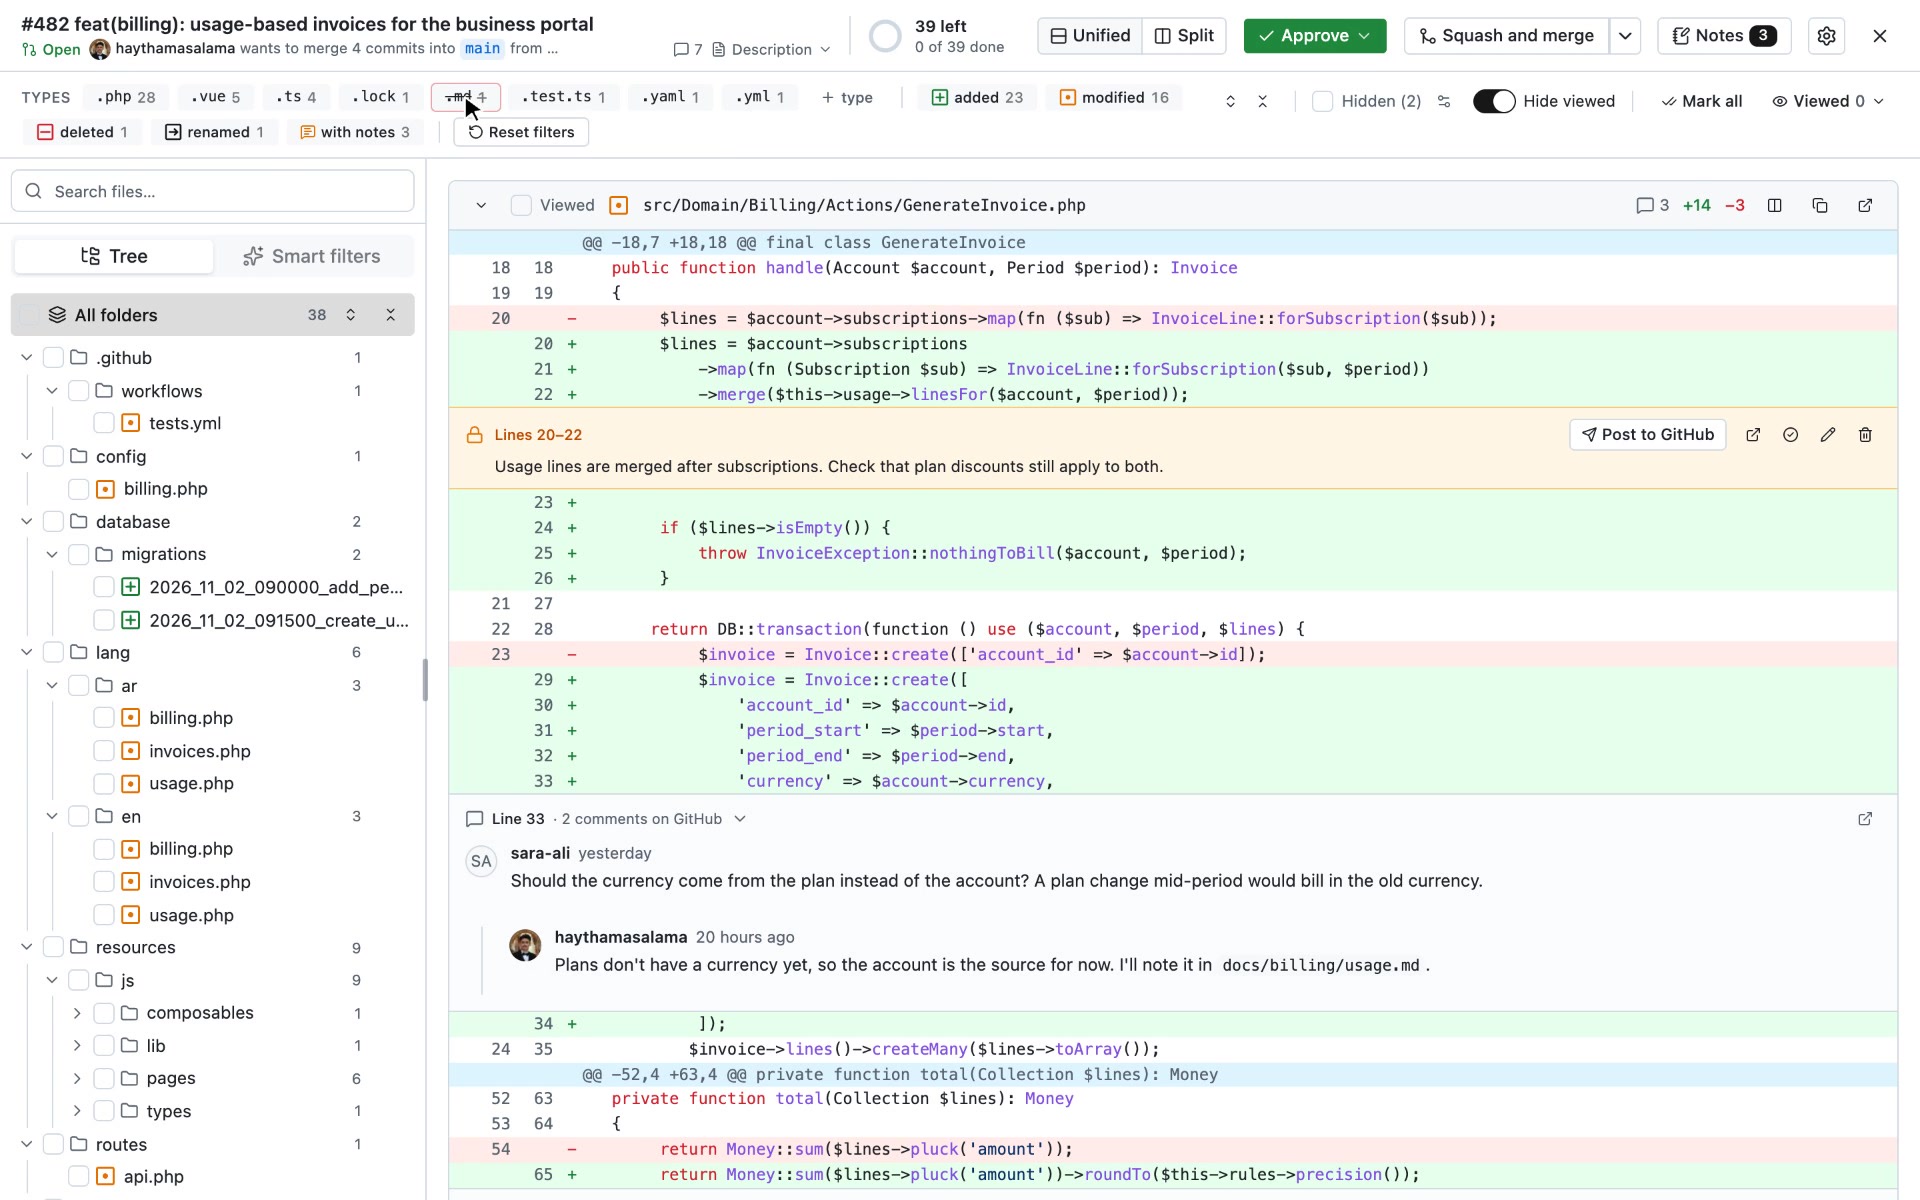 #482 feat(billing): usage-based invoices for the business portal
Open haythamasalama wants to merge 4 commits into main from ...
7 Description
39 left
0 of 39 done
Unified Split
Approve
Squash and merge
Notes 3
TYPES .php 28 .vue 5 .ts 4 .lock 1 .md 1 .test.ts 1 .yaml 1 .yml 1 + type added 23 modified 16
Hidden (2) Hide viewed Mark all Viewed 0
deleted 1 renamed 1 with notes 3 Reset filters
Search files...
Tree Smart filters
All folders 38
.github 1
workflows 1
tests.yml
config 1
billing.php
database 2
migrations 2
2026_11_02_090000_add_pe...
2026_11_02_091500_create_u...
lang 6
ar 3
billing.php
invoices.php
usage.php
en 3
billing.php
invoices.php
usage.php
resources 9
js 9
composables 1
lib 1
pages 6
types 1
routes 1
api.php
Viewed src/Domain/Billing/Actions/GenerateInvoice.php 3 +14 −3
@@ −18,7 +18,18 @@ final class GenerateInvoice
18 18 public function handle(Account $account, Period $period): Invoice
19 19 {
20 − $lines = $account->subscriptions->map(fn ($sub) => InvoiceLine::forSubscription($sub));
20 + $lines = $account->subscriptions
21 + ->map(fn (Subscription $sub) => InvoiceLine::forSubscription($sub, $period))
22 + ->merge($this->usage->linesFor($account, $period));
Lines 20–22 Post to GitHub
Usage lines are merged after subscriptions. Check that plan discounts still apply to both.
23 +
24 + if ($lines->isEmpty()) {
25 + throw InvoiceException::nothingToBill($account, $period);
26 + }
21 27
22 28 return DB::transaction(function () use ($account, $period, $lines) {
23 − $invoice = Invoice::create(['account_id' => $account->id]);
29 + $invoice = Invoice::create([
30 + 'account_id' => $account->id,
31 + 'period_start' => $period->start,
32 + 'period_end' => $period->end,
33 + 'currency' => $account->currency,
Line 33 · 2 comments on GitHub
SA
sara-ali yesterday
Should the currency come from the plan instead of the account? A plan change mid-period would bill in the old currency.
haythamasalama 20 hours ago
Plans don't have a currency yet, so the account is the source for now. I'll note it in docs/billing/usage.md .
34 + ]);
24 35 $invoice->lines()->createMany($lines->toArray());
@@ −52,4 +63,4 @@ private function total(Collection $lines): Money
52 63 private function total(Collection $lines): Money
53 64 {
54 − return Money::sum($lines->pluck('amount'));
65 + return Money::sum($lines->pluck('amount'))->roundTo($this->rules->precision());